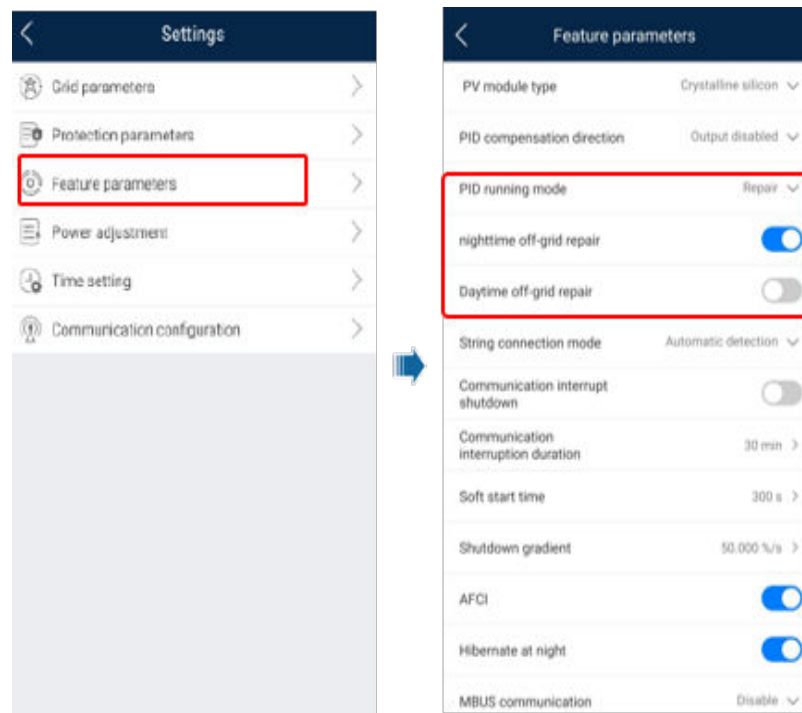 Settings
Grid parameters
Protection parameters
Feature parameters
Power adjustment
Time setting
Communication configuration
Feature parameters
PV module type Crystalline silicon
PID compensation direction Output disabled
PID running mode Repair
nighttime off-grid repair
Daytime off-grid repair
String connection mode Automatic detection
Communication interrupt
shutdown
Communication
interruption duration 30 min
Soft start time 300 s
Shutdown gradient 50.000 %/s
AFCI
Hibernate at night
MBUS communication Disable